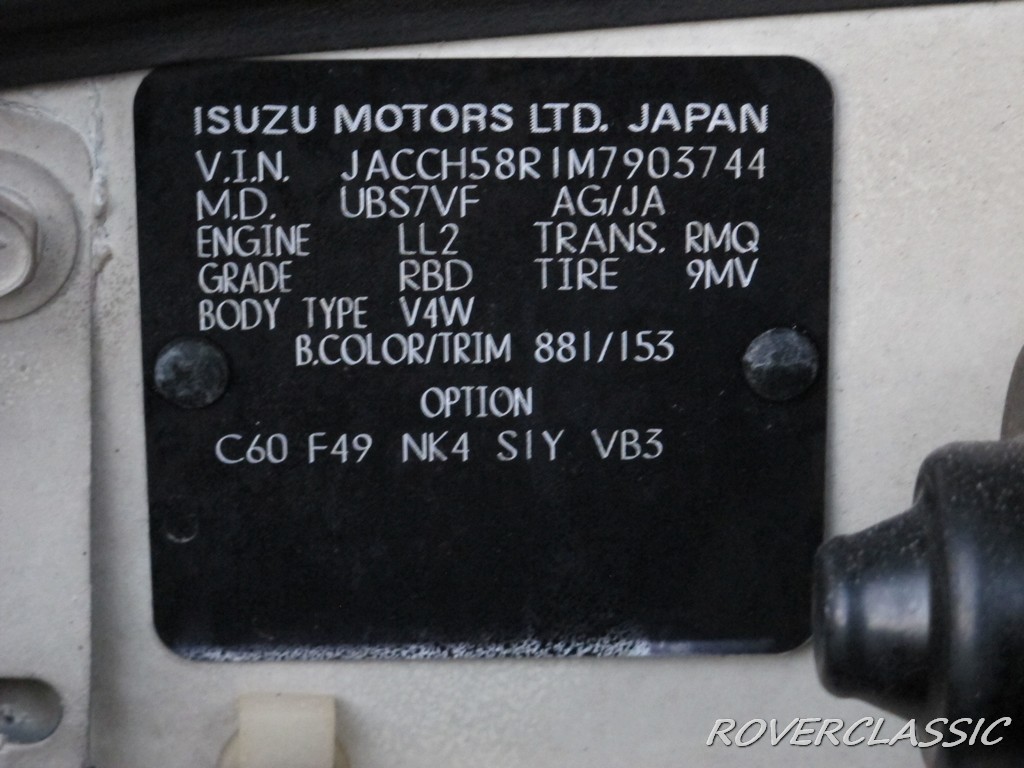 ISUZU MOTORS LTD. JAPAN
V.I.N. JACCH58R1M7903744
M.D. UBS7VF AG/JA
ENGINE LL2 TRANS. RMQ
GRADE RBD TIRE 9MV
BODY TYPE V4W
B.COLOR/TRIM 881/153
OPTION
C60 F49 NK4 S1Y VB3
ROVERCLASSIC